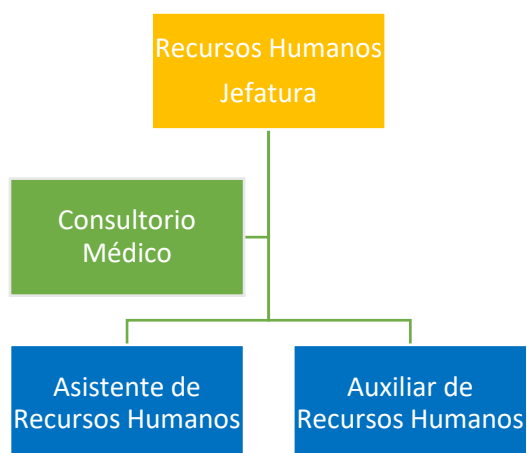 Recursos Humanos
Jefatura
Consultorio
Médico
Asistente de
Recursos Humanos
Auxiliar de
Recursos Humanos